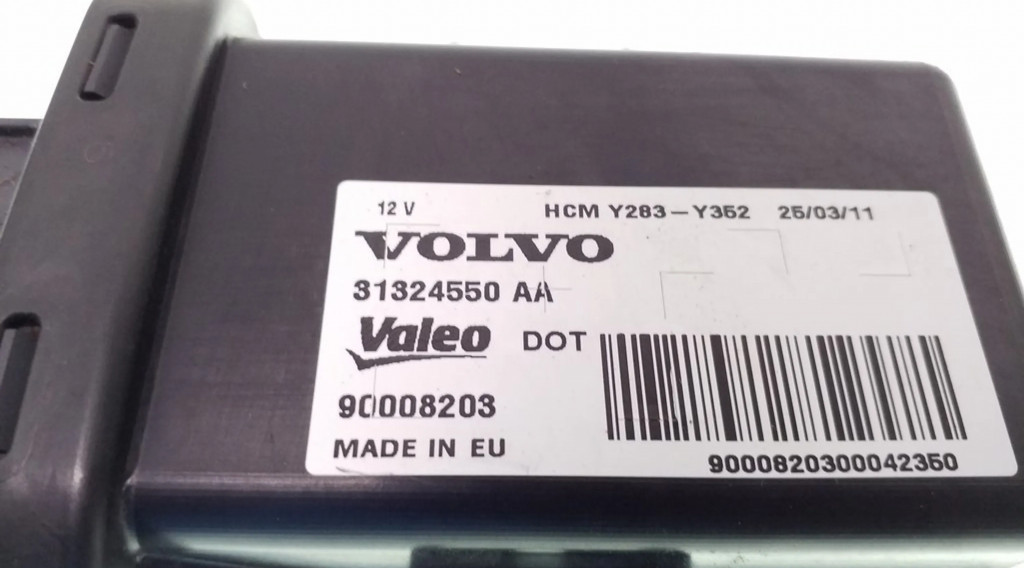 12 V HCM Y283-Y352 25/03/11
VOLVO
31324550 AA
Valeo DOT
90008203
MADE IN EU
9000820300042350